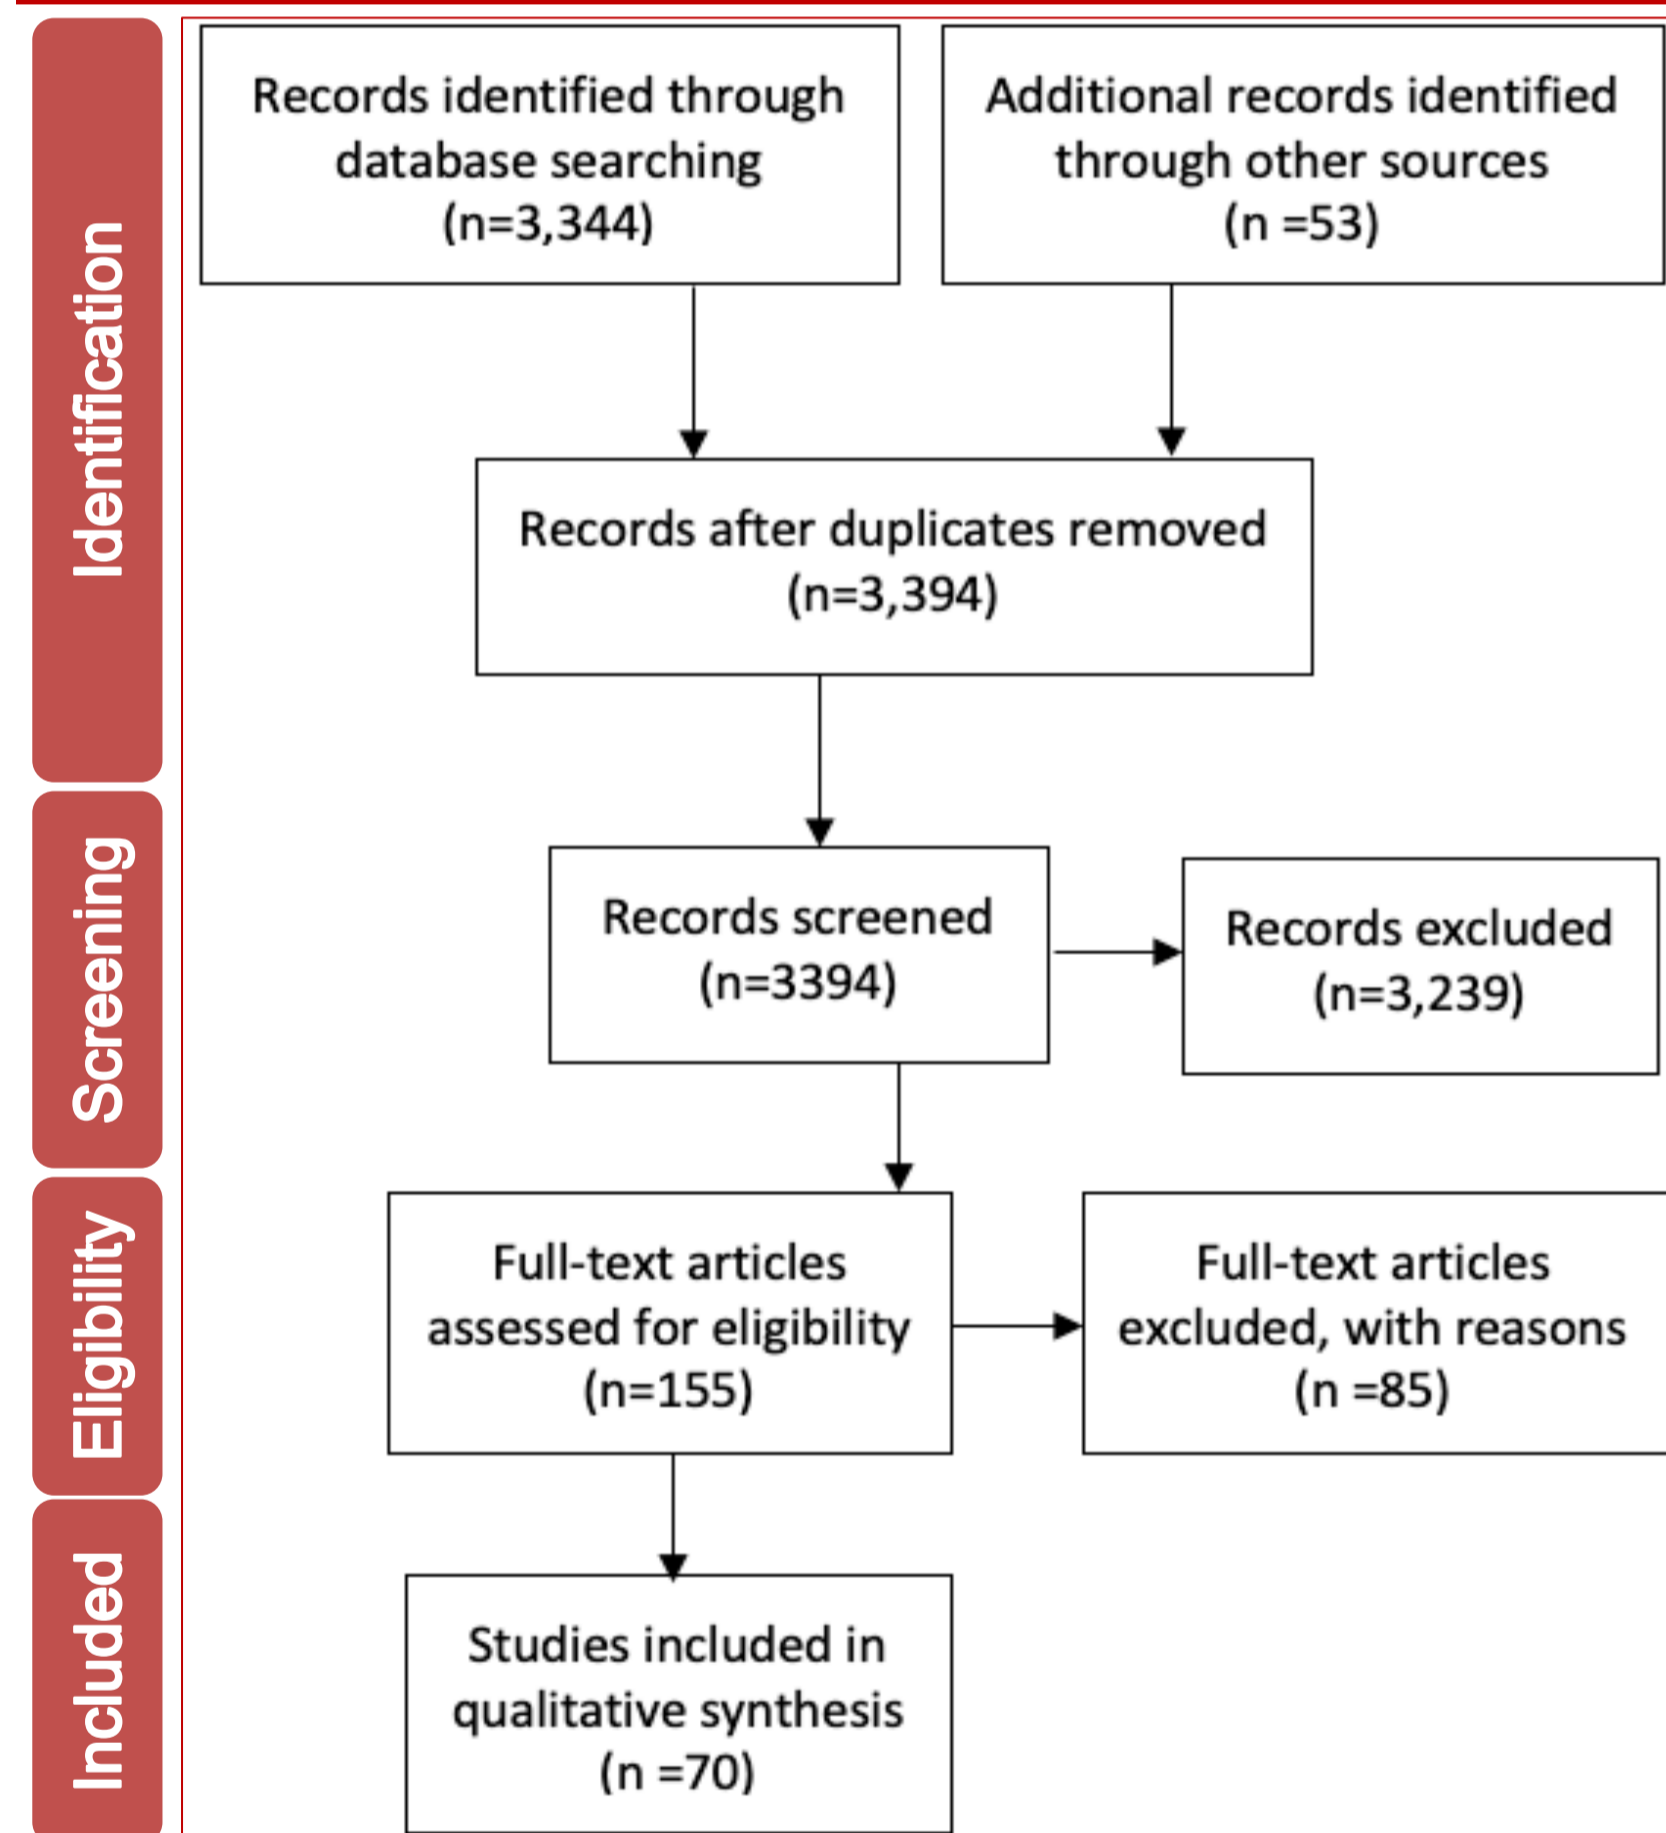 Identification
Records identified through
database searching
(n=3,344)
Additional records identified
through other sources
(n =53)
Records after duplicates removed
(n=3,394)
Screening
Records screened
(n=3394)
Records excluded
(n=3,239)
Eligibility
Full-text articles
assessed for eligibility
(n=155)
Full-text articles
excluded, with reasons
(n =85)
Included
Studies included in
qualitative synthesis
(n =70)